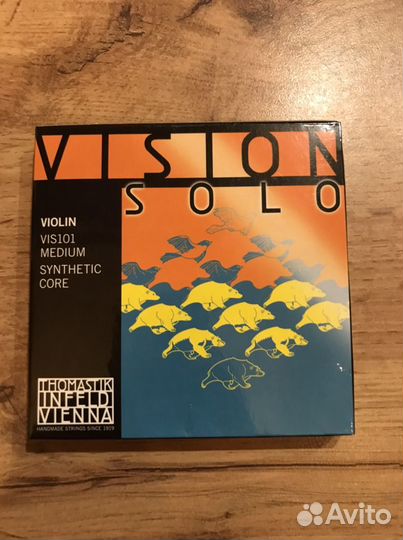 VISION
SOLO
VIOLIN
VIS101
MEDIUM
SYNTHETIC
CORE
THOMASTIK
INFELD
VIENNA
HANDMADE STRINGS SINCE 1919
Avito